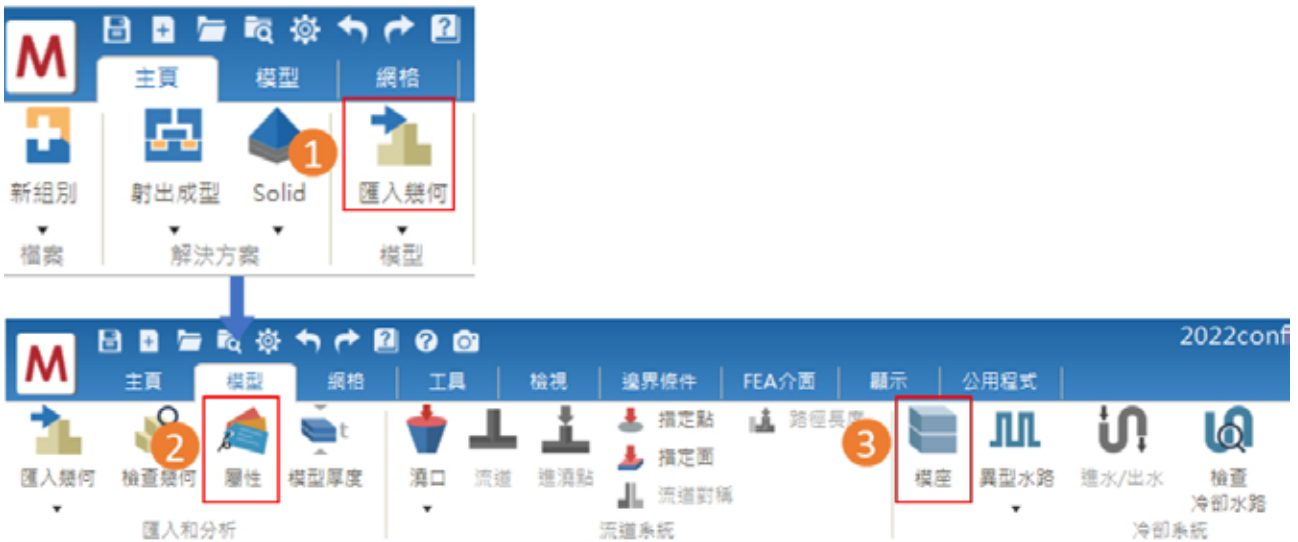 M
主頁 模型 網格
1
新組別 射出成型 Solid 匯入幾何
檔案 解決方案 模型
2022conf
M
主頁 模型 網格 工具 檢視 邊界條件 FEA介面 顯示 公用程式
2
3
匯入幾何 檢查幾何 屬性 模型厚度 t
澆口 流道 進澆點 指定點 指定面 流道對稱 路徑長度
模座 異型水路 進水/出水 檢查
冷卻水路
匯入和分析 流道系統 冷卻系統